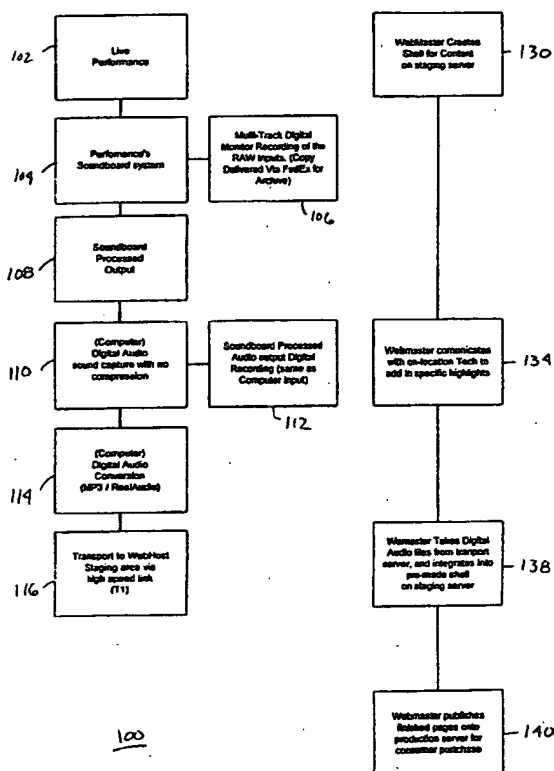 102
Live
Performance
104
Performance's
Soundboard system
Multi-Track Digital
Monitor Recording of the
RAW Inputs. (Copy
Delivered Via FedEx for
Archive)
106
108
Soundboard
Processed
Output
110
(Computer)
Digital Audio
sound capture with no
compression
Soundboard Processed
Audio output Digital
Recording (same as
Computer Input)
112
114
(Computer)
Digital Audio
Conversion
(MP3 / RealAudio)
116
Transport to WebHost
Staging area via
high speed link
(T1)
100
WebMaster Creates
Shell for Content
on staging server
130
Webmaster comunicates
with on-location Tech to
add in specific highlights
134
Wemaster Takes Digital
Audio files from tranport
server, and integrates into
pre-made shell
on staging server
138
Webmaster publishes
finished pages onto
production server for
consumer purchase
140